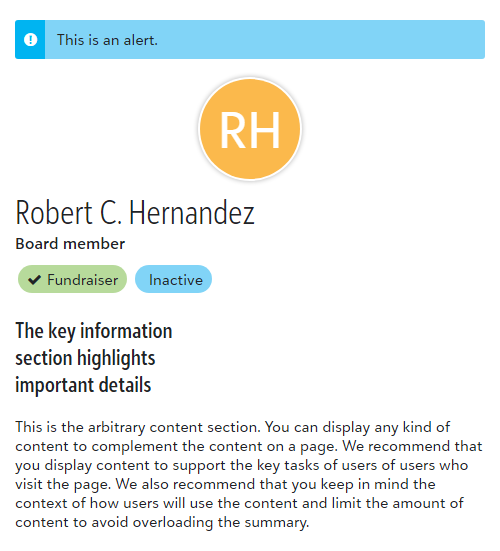 This is an alert.
RH
Robert C. Hernandez
Board member
Fundraiser Inactive
The key information
section highlights
important details
This is the arbitrary content section. You can display any kind of
content to complement the content on a page. We recommend that
you display content to support the key tasks of users of users who
visit the page. We also recommend that you keep in mind the
context of how users will use the content and limit the amount of
content to avoid overloading the summary.